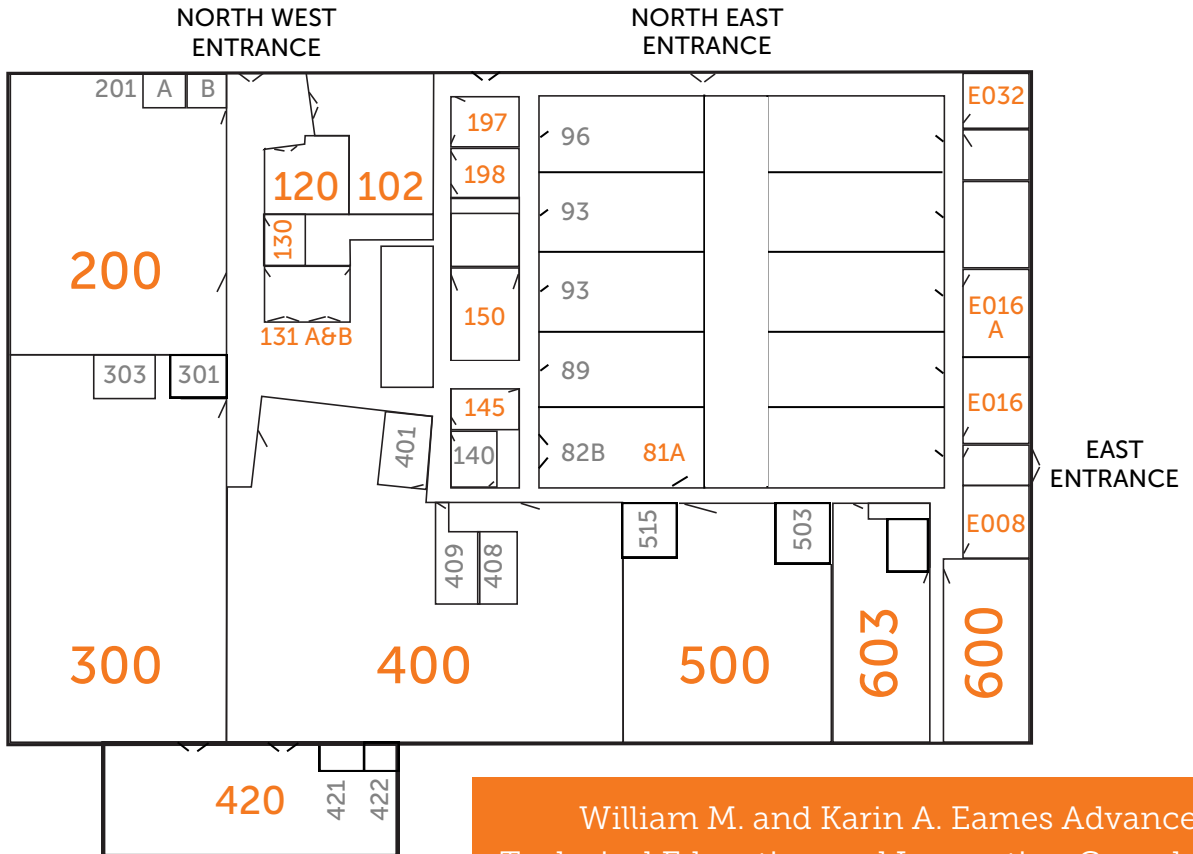 NORTH WEST
ENTRANCE
NORTH EAST
ENTRANCE
201 A B
E032
197
96
198
120 102
93
130
200
93
E016
A
150
131 A&B
303 301
89
E016
145
401
140
82B 81A
EAST
ENTRANCE
515
503
E008
409
408
300
400
500
603
600
420
421
422
William M. and Karin A. Eames Advance